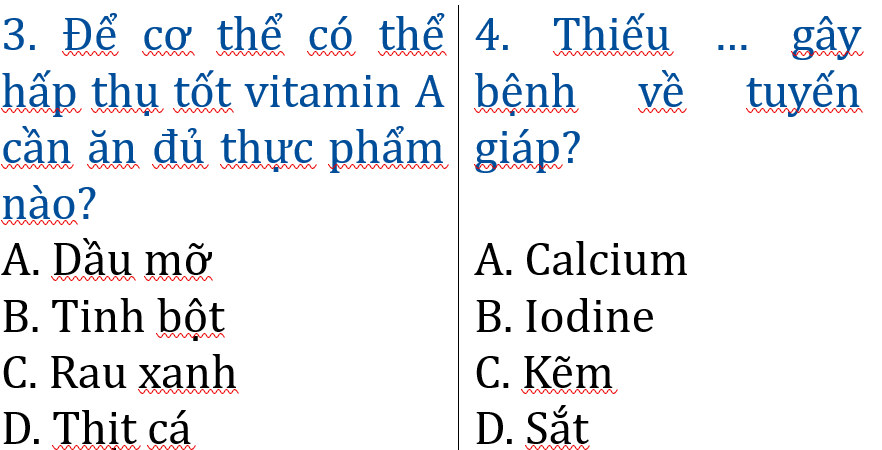 3. Để cơ thể có thể
hấp thụ tốt vitamin A
cần ăn đủ thực phẩm
nào?
A. Dầu mỡ
B. Tinh bột
C. Rau xanh
D. Thịt cá
4. Thiếu ... gây
bệnh về tuyến
giáp?
A. Calcium
B. Iodine
C. Kẽm
D. Sắt